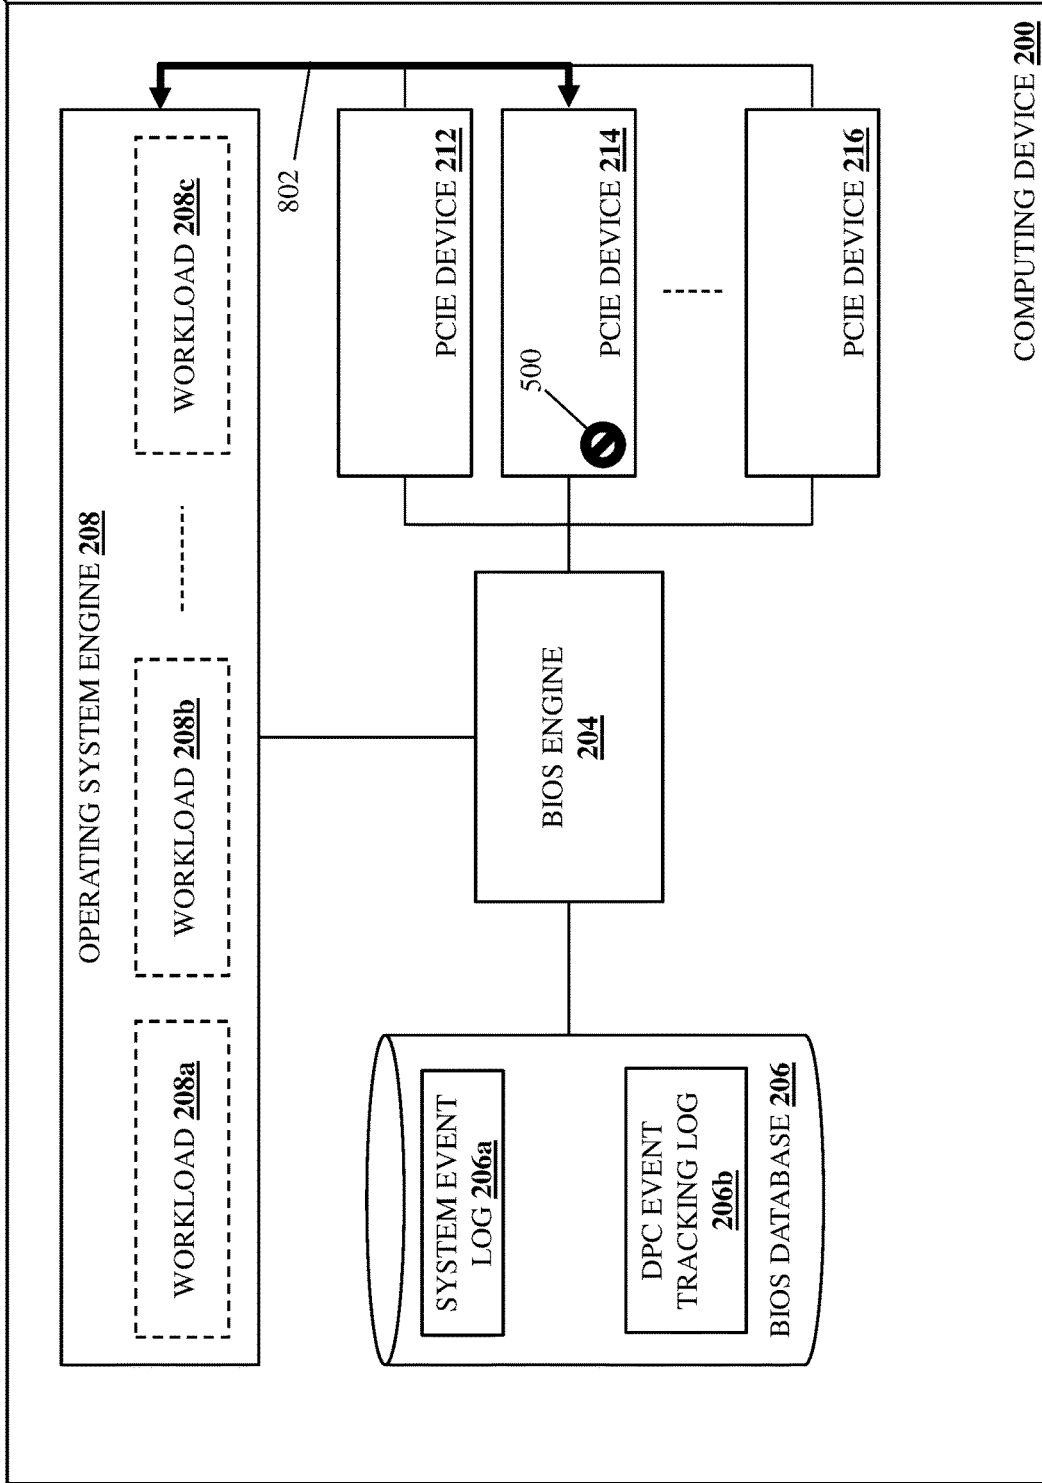 OPERATING SYSTEM ENGINE 208
WORKLOAD 208a
WORKLOAD 208b
WORKLOAD 208c
802
SYSTEM EVENT
LOG 206a
DPC EVENT
TRACKING LOG
206b
BIOS DATABASE 206
BIOS ENGINE
204
PCIE DEVICE 212
500
PCIE DEVICE 214
PCIE DEVICE 216
COMPUTING DEVICE 200